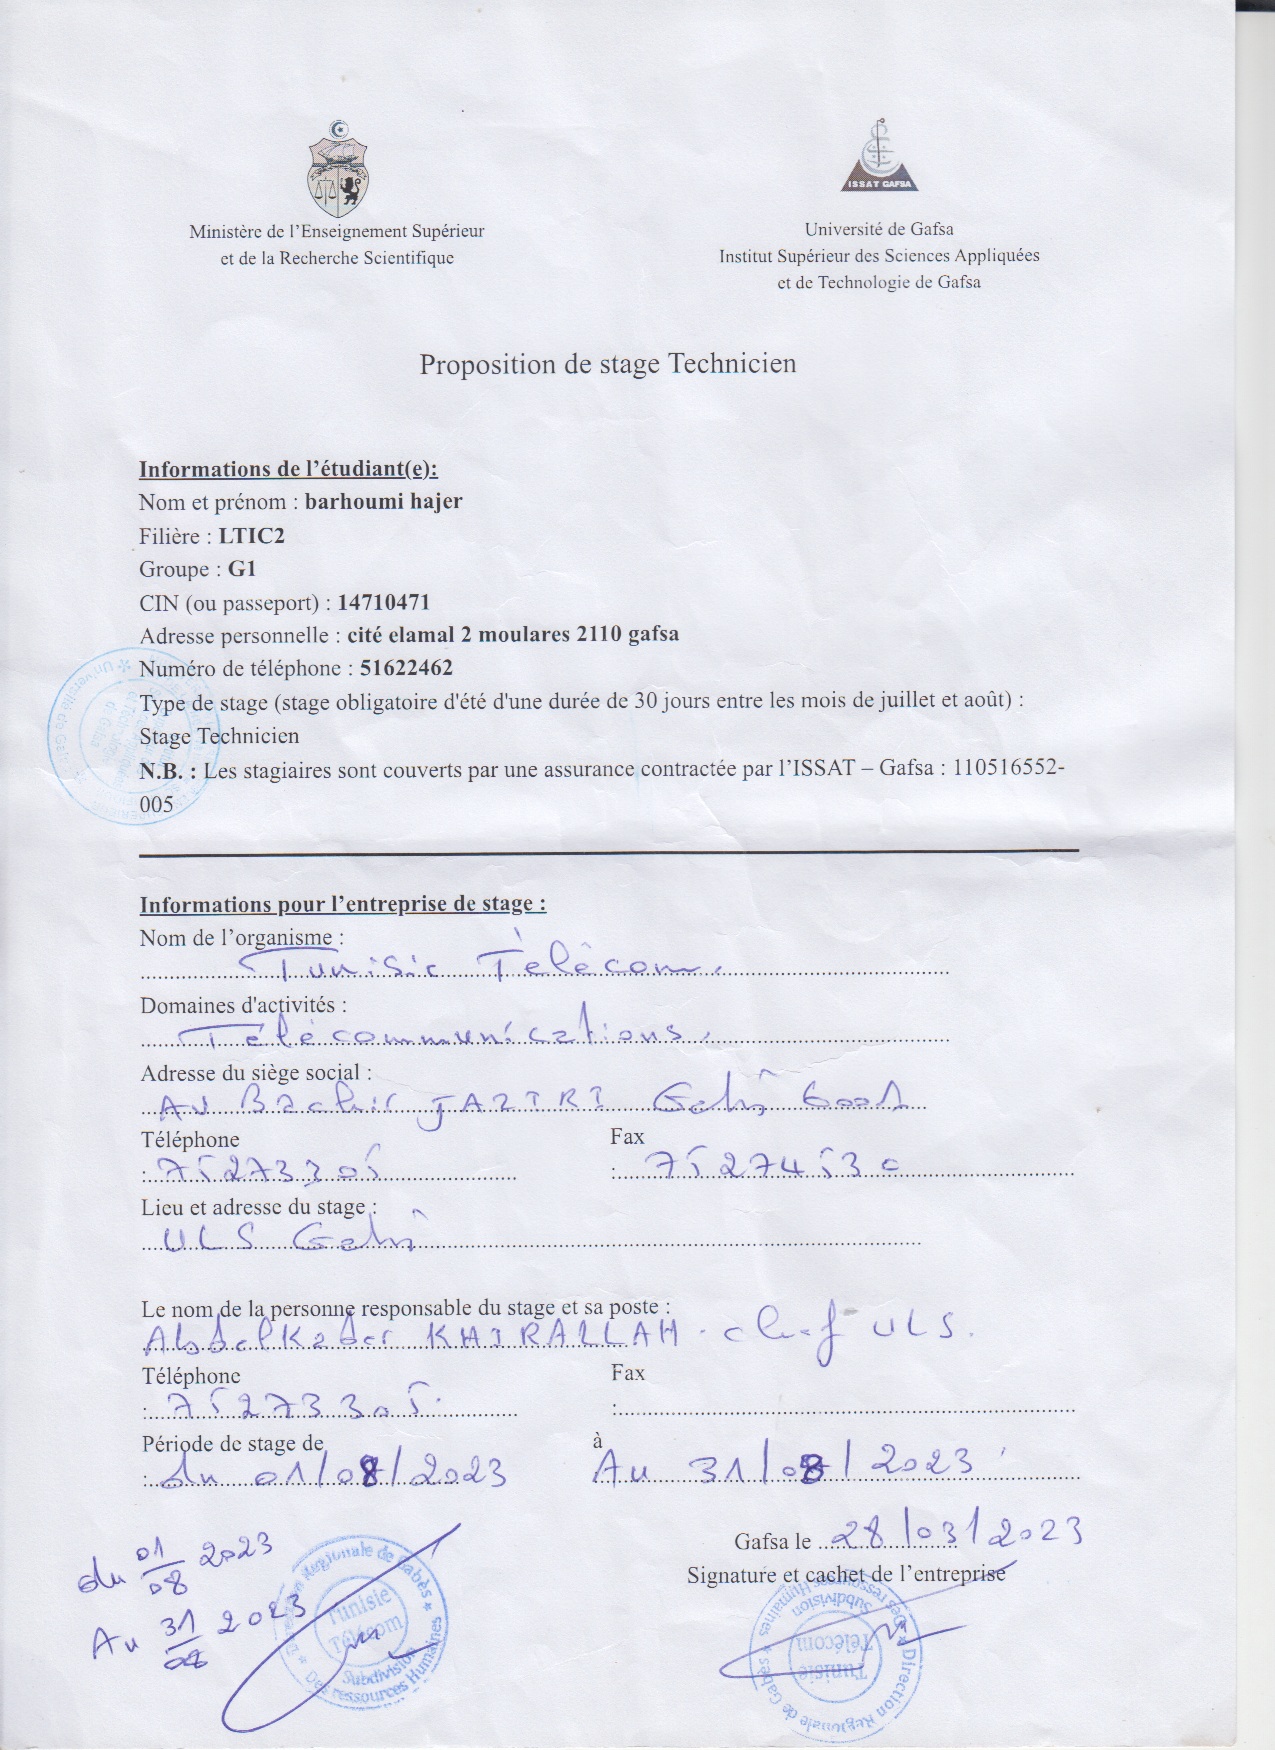 ISSAT GAFSA
Ministère de l'Enseignement Supérieur
et de la Recherche Scientifique
Université de Gafsa
Institut Supérieur des Sciences Appliquées
et de Technologie de Gafsa
Proposition de stage Technicien
Informations de l'étudiant(e):
Nom et prénom : barhoumi hajer
Filière : LTIC2
Groupe : G1
CIN (ou passeport) : 14710471
Adresse personnelle : cité elamal 2 moulares 2110 gafsa
Numéro de téléphone : 51622462
Type de stage (stage obligatoire d'été d'une durée de 30 jours entre les mois de juillet et août) :
Stage Technicien
N.B. : Les stagiaires sont couverts par une assurance contractée par l'ISSAT – Gafsa : 110516552-
005
Informations pour l'entreprise de stage :
Nom de l'organisme :
Tunisie Télécom
Domaines d'activités :
Télécommunications
Adresse du siège social :
AV Bachir JAZIRI Gabès 6001
Téléphone Fax
: 75273305 : 75274530
Lieu et adresse du stage :
ULS Gabès
Le nom de la personne responsable du stage et sa poste :
Abdelkader KHIRALLAH. chef ULS.
Téléphone Fax
: 75273305 :
Période de stage de à
: du 01/08/2023 Au 31/08/2023
Gafsa le 28/03/2023
Signature et cachet de l'entreprise
du 01/08 2023
Au 31/08 2023
Direction Régionale de Gabès
Tunisie Télécom
Subdivision Des ressources Humaines
Direction Régionale de Gabès
Tunisie Télécom
Subdivision Des ressources Humaines